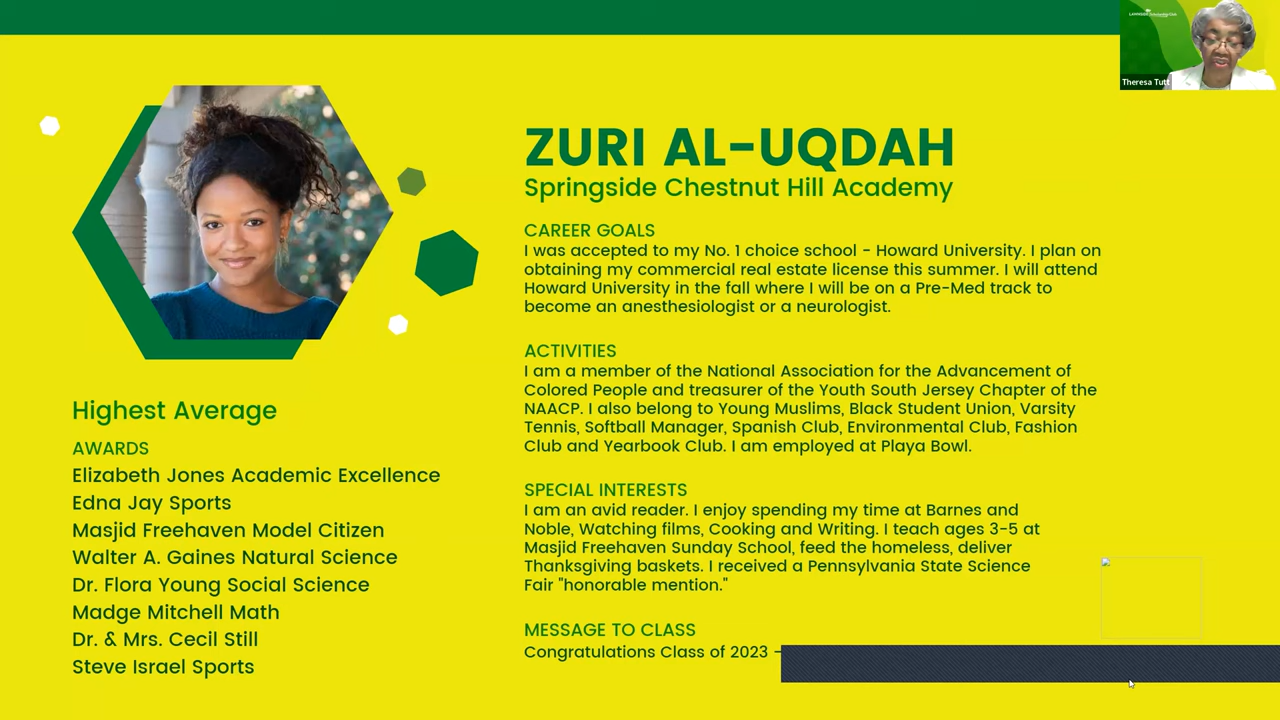 Theresa Tutt
ZURI AL-UQDAH
Springside Chestnut Hill Academy
CAREER GOALS
I was accepted to my No. 1 choice school - Howard University. I plan on
obtaining my commercial real estate license this summer. I will attend
Howard University in the fall where I will be on a Pre-Med track to
become an anesthesiologist or a neurologist.
ACTIVITIES
I am a member of the National Association for the Advancement of
Colored People and treasurer of the Youth South Jersey Chapter of the
NAACP. I also belong to Young Muslims, Black Student Union, Varsity
Tennis, Softball Manager, Spanish Club, Environmental Club, Fashion
Club and Yearbook Club. I am employed at Playa Bowl.
SPECIAL INTERESTS
I am an avid reader. I enjoy spending my time at Barnes and
Noble, Watching films, Cooking and Writing. I teach ages 3-5 at
Masjid Freehaven Sunday School, feed the homeless, deliver
Thanksgiving baskets. I received a Pennsylvania State Science
Fair "honorable mention."
MESSAGE TO CLASS
Congratulations Class of 2023 -
Highest Average
AWARDS
Elizabeth Jones Academic Excellence
Edna Jay Sports
Masjid Freehaven Model Citizen
Walter A. Gaines Natural Science
Dr. Flora Young Social Science
Madge Mitchell Math
Dr. & Mrs. Cecil Still
Steve Israel Sports